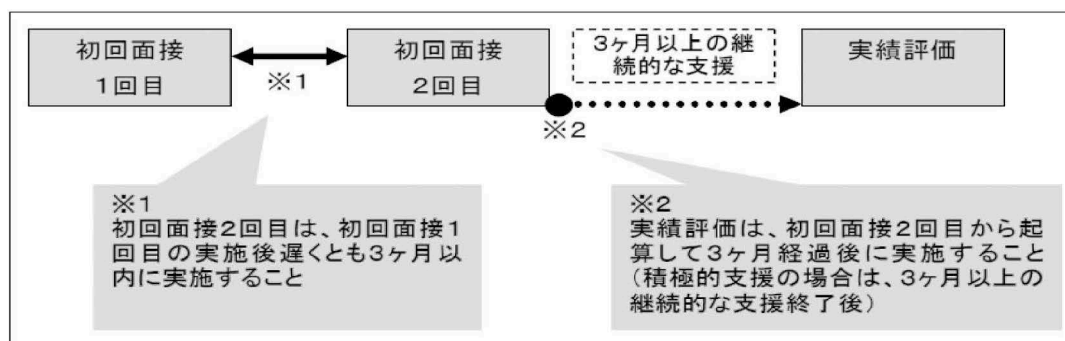 初回面接
1回目
※1
初回面接
2回目
3ヶ月以上の継
続的な支援
※2
実績評価
※1
初回面接2回目は、初回面接1
回目の実施後遅くとも3ヶ月以
内に実施すること
※2
実績評価は、初回面接2回目から起
算して3ヶ月経過後に実施すること
(積極的支援の場合は、3ヶ月以上の
継続的な支援終了後)